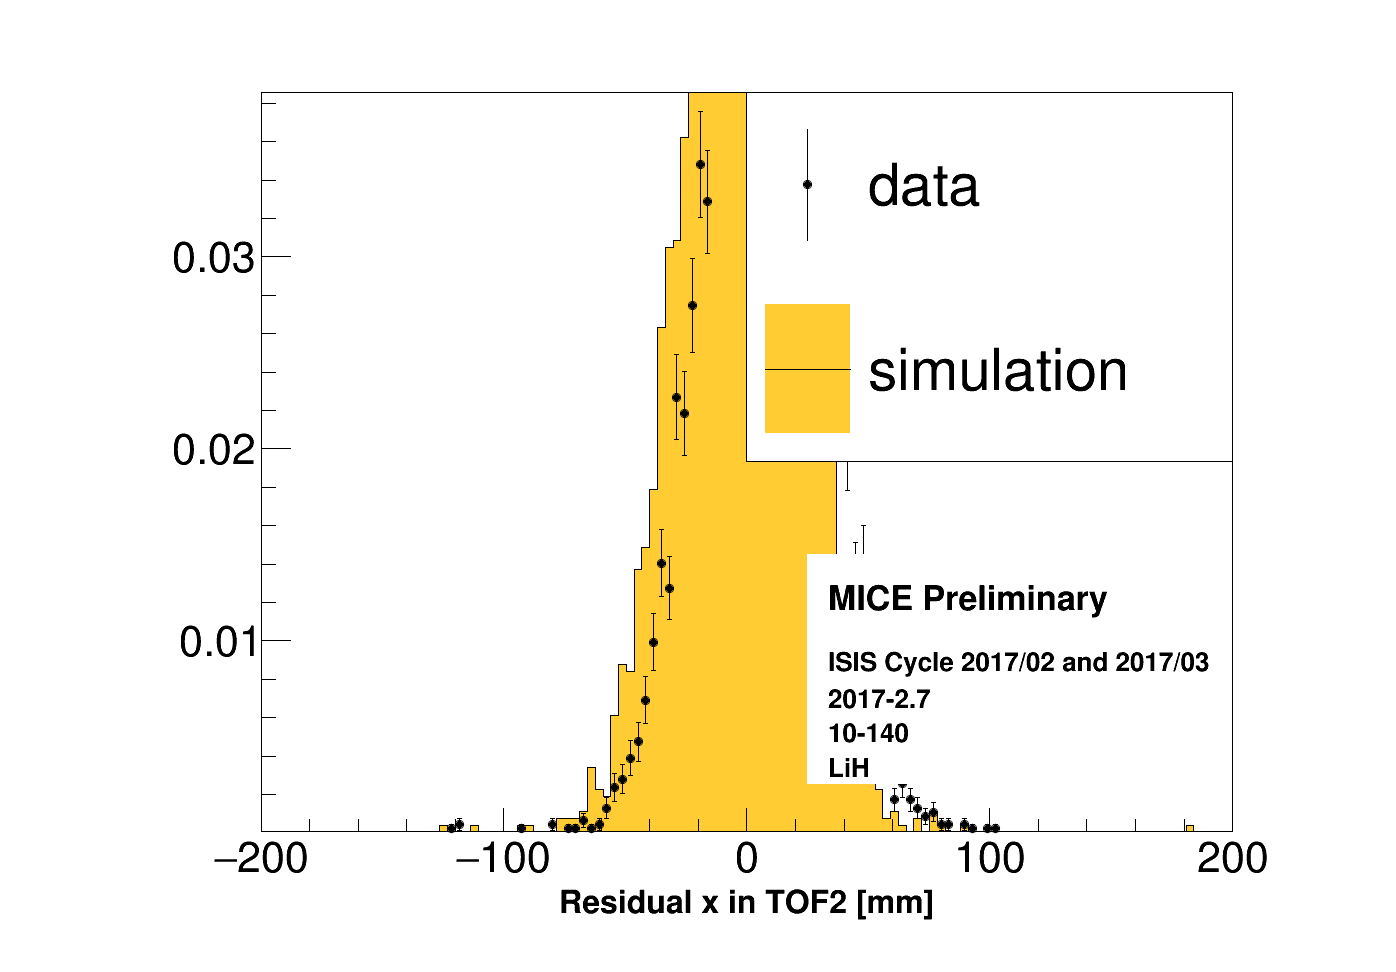 data
0.03
simulation
0.02
MICE Preliminary
0.01
ISIS Cycle 2017/02 and 2017/03
2017-2.7
10-140
LiH
−200 −100 0 100 200
Residual x in TOF2 [mm]